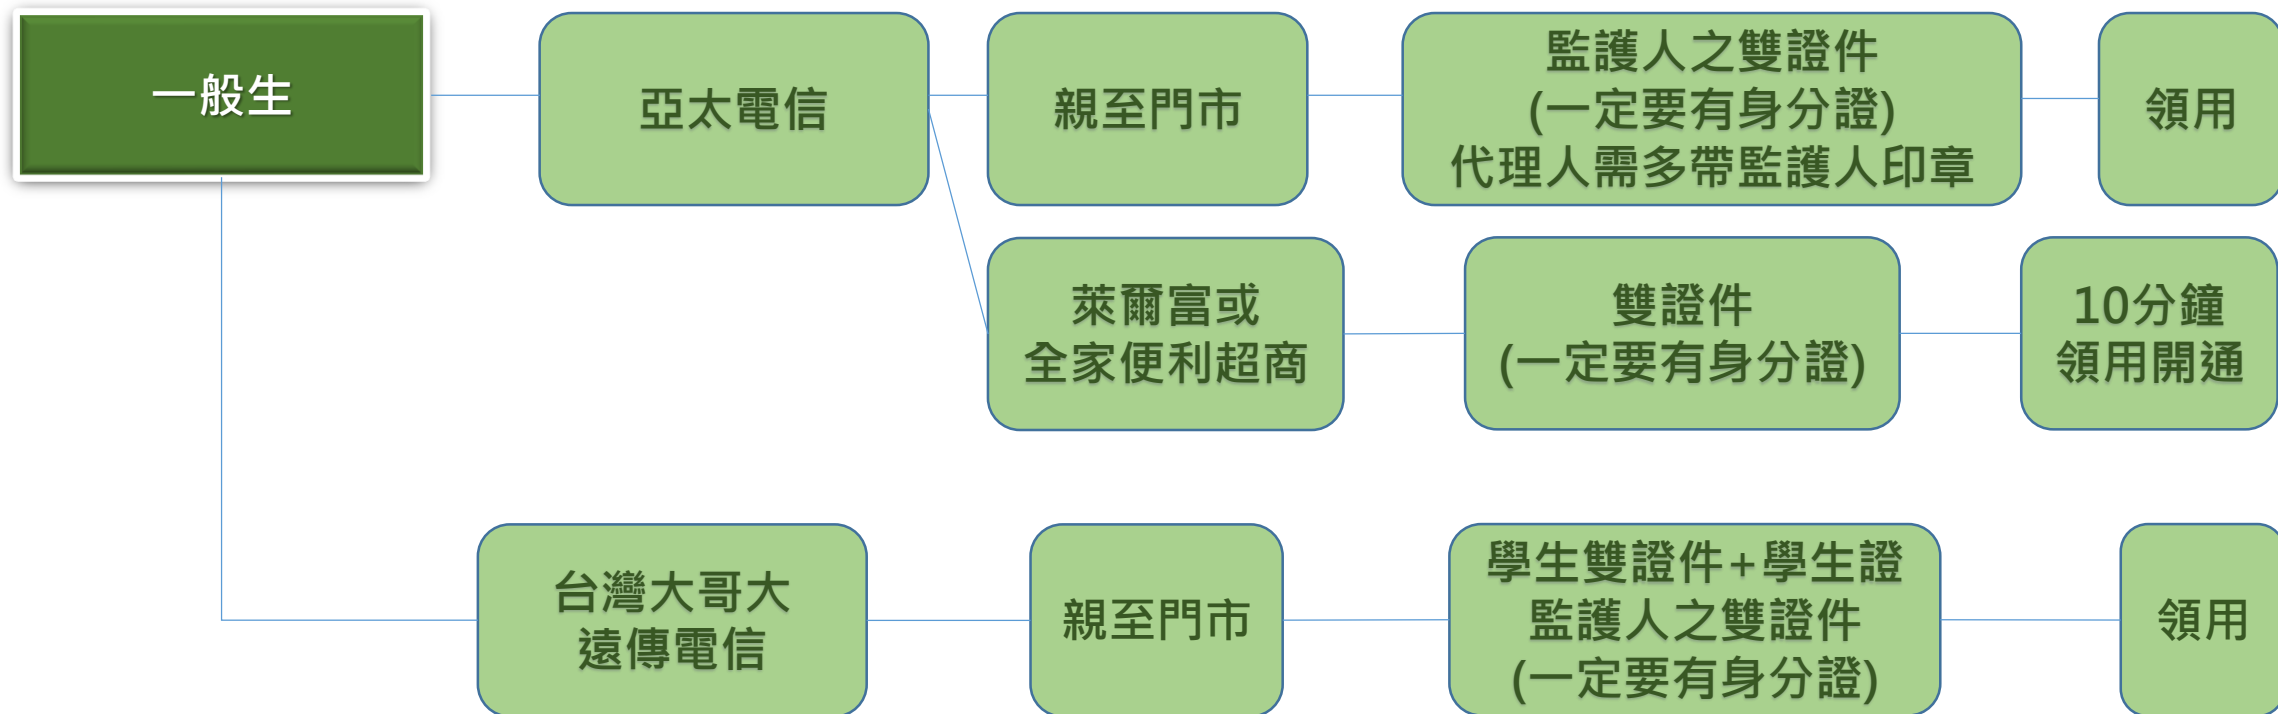 一般生
亞太電信
親至門市
監護人之雙證件
(一定要有身分證)
代理人需多帶監護人印章
領用
萊爾富或
全家便利超商
雙證件
(一定要有身分證)
10分鐘
領用開通
台灣大哥大
遠傳電信
親至門市
學生雙證件+學生證
監護人之雙證件
(一定要有身分證)
領用